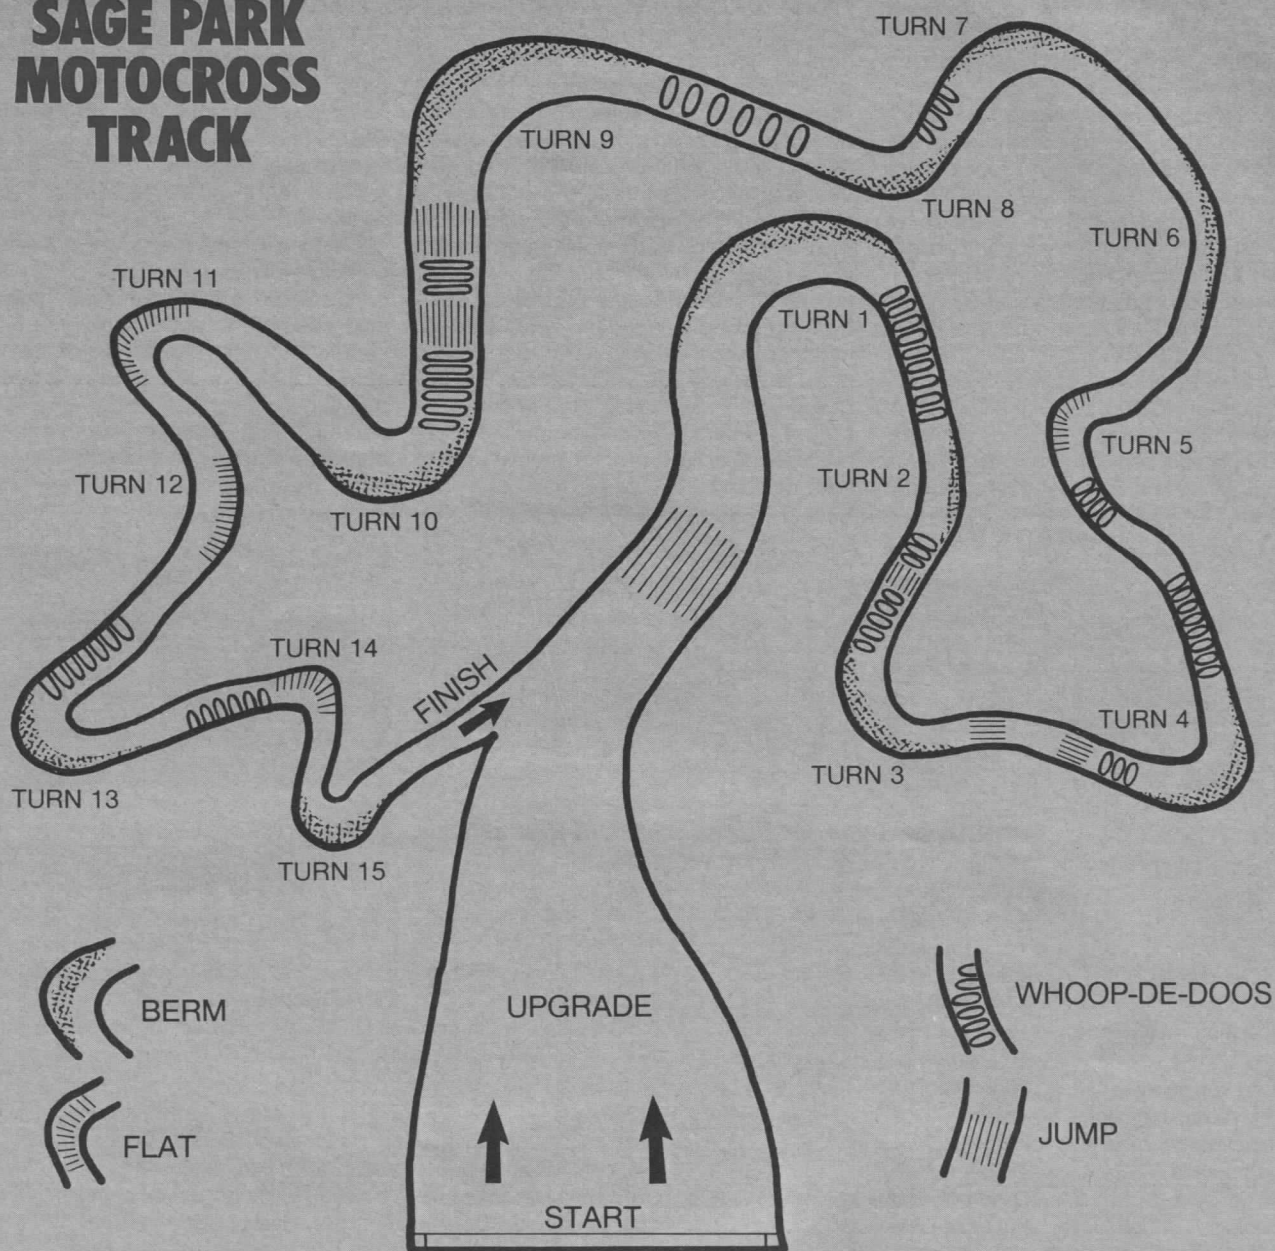 SAGE PARK
MOTOCROSS
TRACK
TURN 7
TURN 9
TURN 8
TURN 6
TURN 11
TURN 1
TURN 5
TURN 12
TURN 2
TURN 10
TURN 14
FINISH
TURN 4
TURN 3
TURN 13
TURN 15
BERM
UPGRADE
WHOOP-DE-DOOS
FLAT
JUMP
START